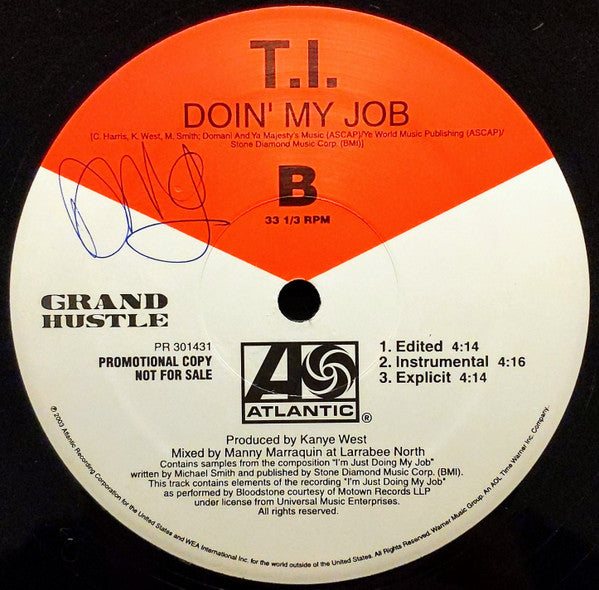 T.I.
DOIN' MY JOB
[C. Harris, K. West, M. Smith; Domani And Ya Majesty's Music (ASCAP)/Ye World Music Publishing (ASCAP)/
Stone Diamond Music Corp. (BMI)]
B
33 1/3 RPM
GRAND
HUSTLE
PR 301431
PROMOTIONAL COPY
NOT FOR SALE
ATLANTIC®
1. Edited 4:14
2. Instrumental 4:16
3. Explicit 4:14
Produced by Kanye West
Mixed by Manny Marraquin at Larrabee North
Contains samples from the composition "I'm Just Doing My Job"
written by Michael Smith and published by Stone Diamond Music Corp. (BMI).
This track contains elements of the recording "I'm Just Doing My Job"
as performed by Bloodstone courtesy of Motown Records LLP
under license from Universal Music Enterprises.
All rights reserved.
℗ 2003 Atlantic Recording Corporation for the United States and WEA International Inc. for the world outside of the United States. All Rights Reserved. Warner Music Group, An AOL Time Warner Inc. Company.